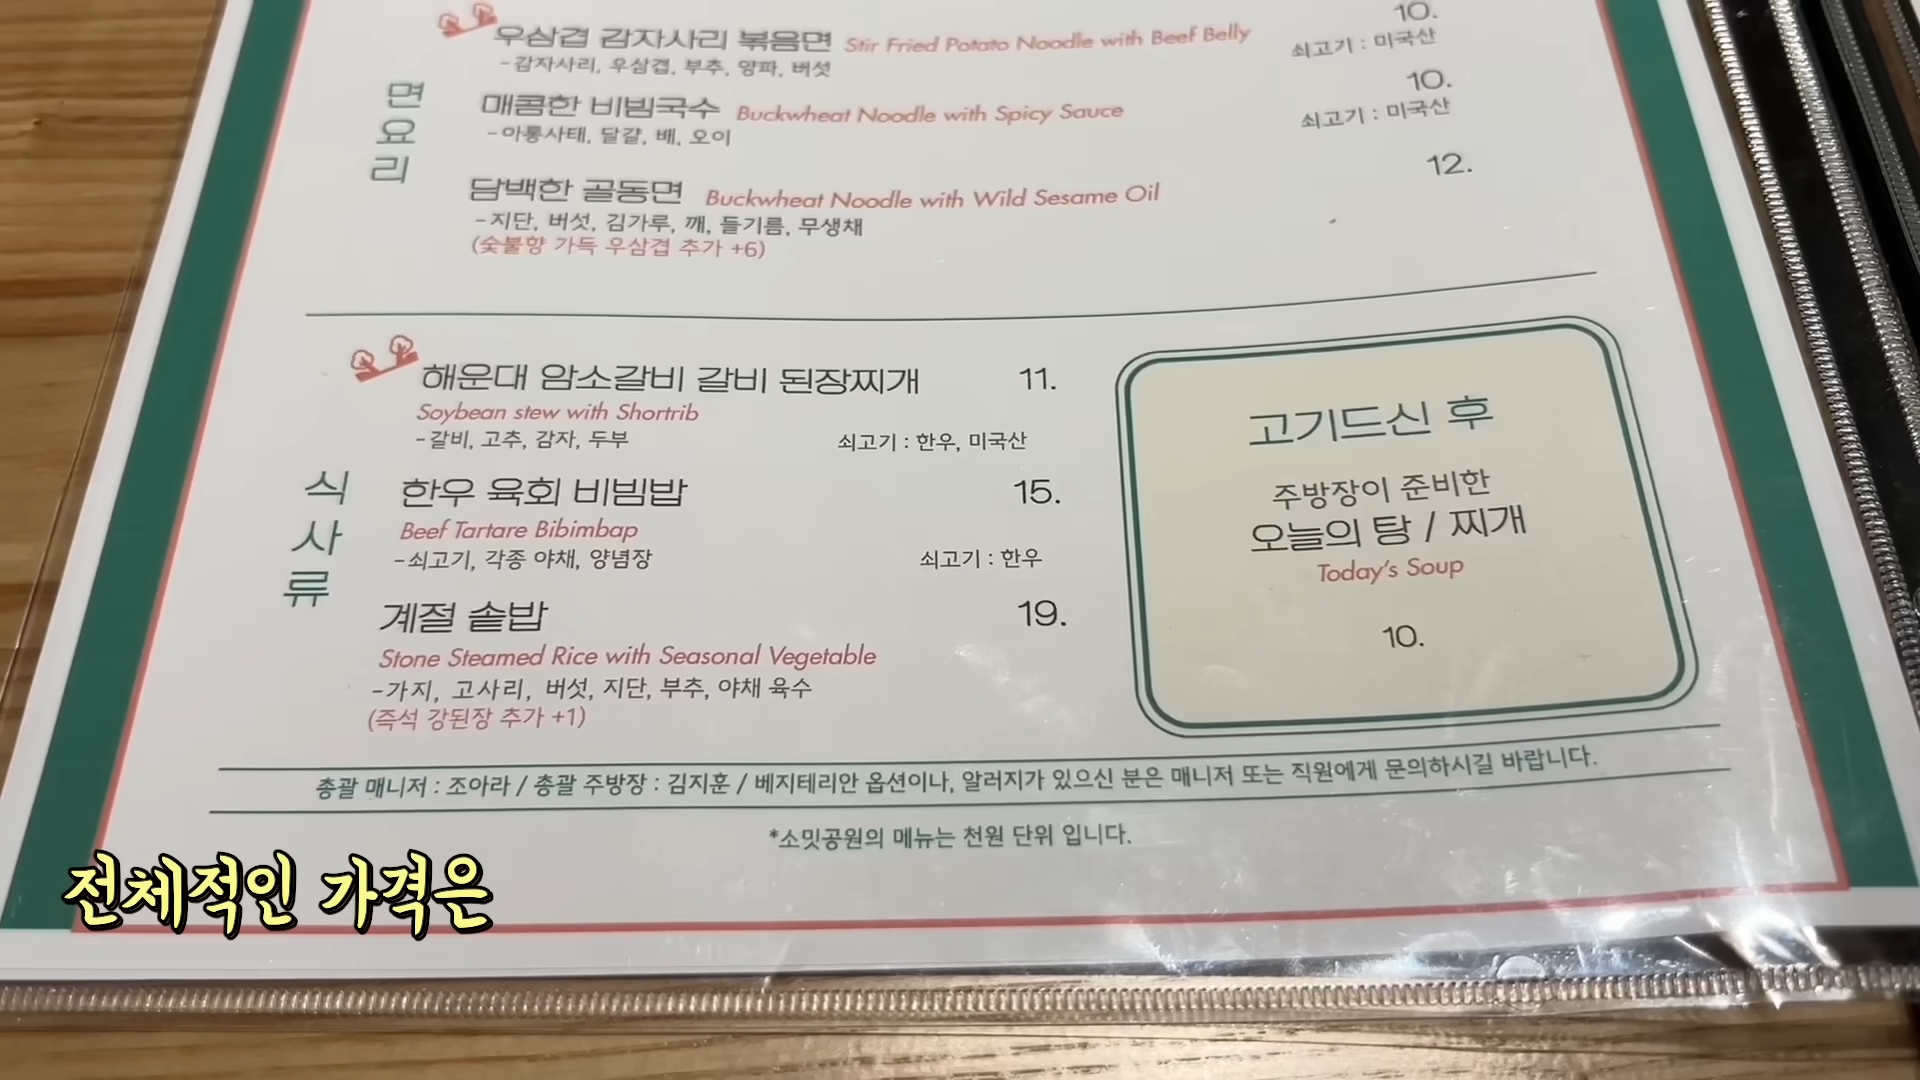 우삼겹 감자사리 볶음면 Stir Fried Potato Noodle with Beef Belly 10.
-감자사리, 우삼겹, 부추, 양파, 버섯 쇠고기 : 미국산
매콤한 비빔국수 Buckwheat Noodle with Spicy Sauce 10.
-아롱사태, 달걀, 배, 오이 쇠고기 : 미국산
담백한 골동면 Buckwheat Noodle with Wild Sesame Oil 12.
-지단, 버섯, 김가루, 깨, 들기름, 무생채
(숯불향 가득 우삼겹 추가 +6)
면요리
해운대 암소갈비 갈비 된장찌개 11.
Soybean stew with Shortrib
-갈비, 고추, 감자, 두부 쇠고기 : 한우, 미국산
식사류
한우 육회 비빔밥 15.
Beef Tartare Bibimbap
-쇠고기, 각종 야채, 양념장 쇠고기 : 한우
계절 솥밥 19.
Stone Steamed Rice with Seasonal Vegetable
-가지, 고사리, 버섯, 지단, 부추, 야채 육수
(즉석 강된장 추가 +1)
고기드신 후
주방장이 준비한
오늘의 탕 / 찌개
Today's Soup
10.
총괄 매니저 : 조아라 / 총괄 주방장 : 김지훈 / 베지테리안 옵션이나, 알러지가 있으신 분은 매니저 또는 직원에게 문의하시길 바랍니다.
*소밋공원의 메뉴는 천원 단위 입니다.
전체적인 가격은